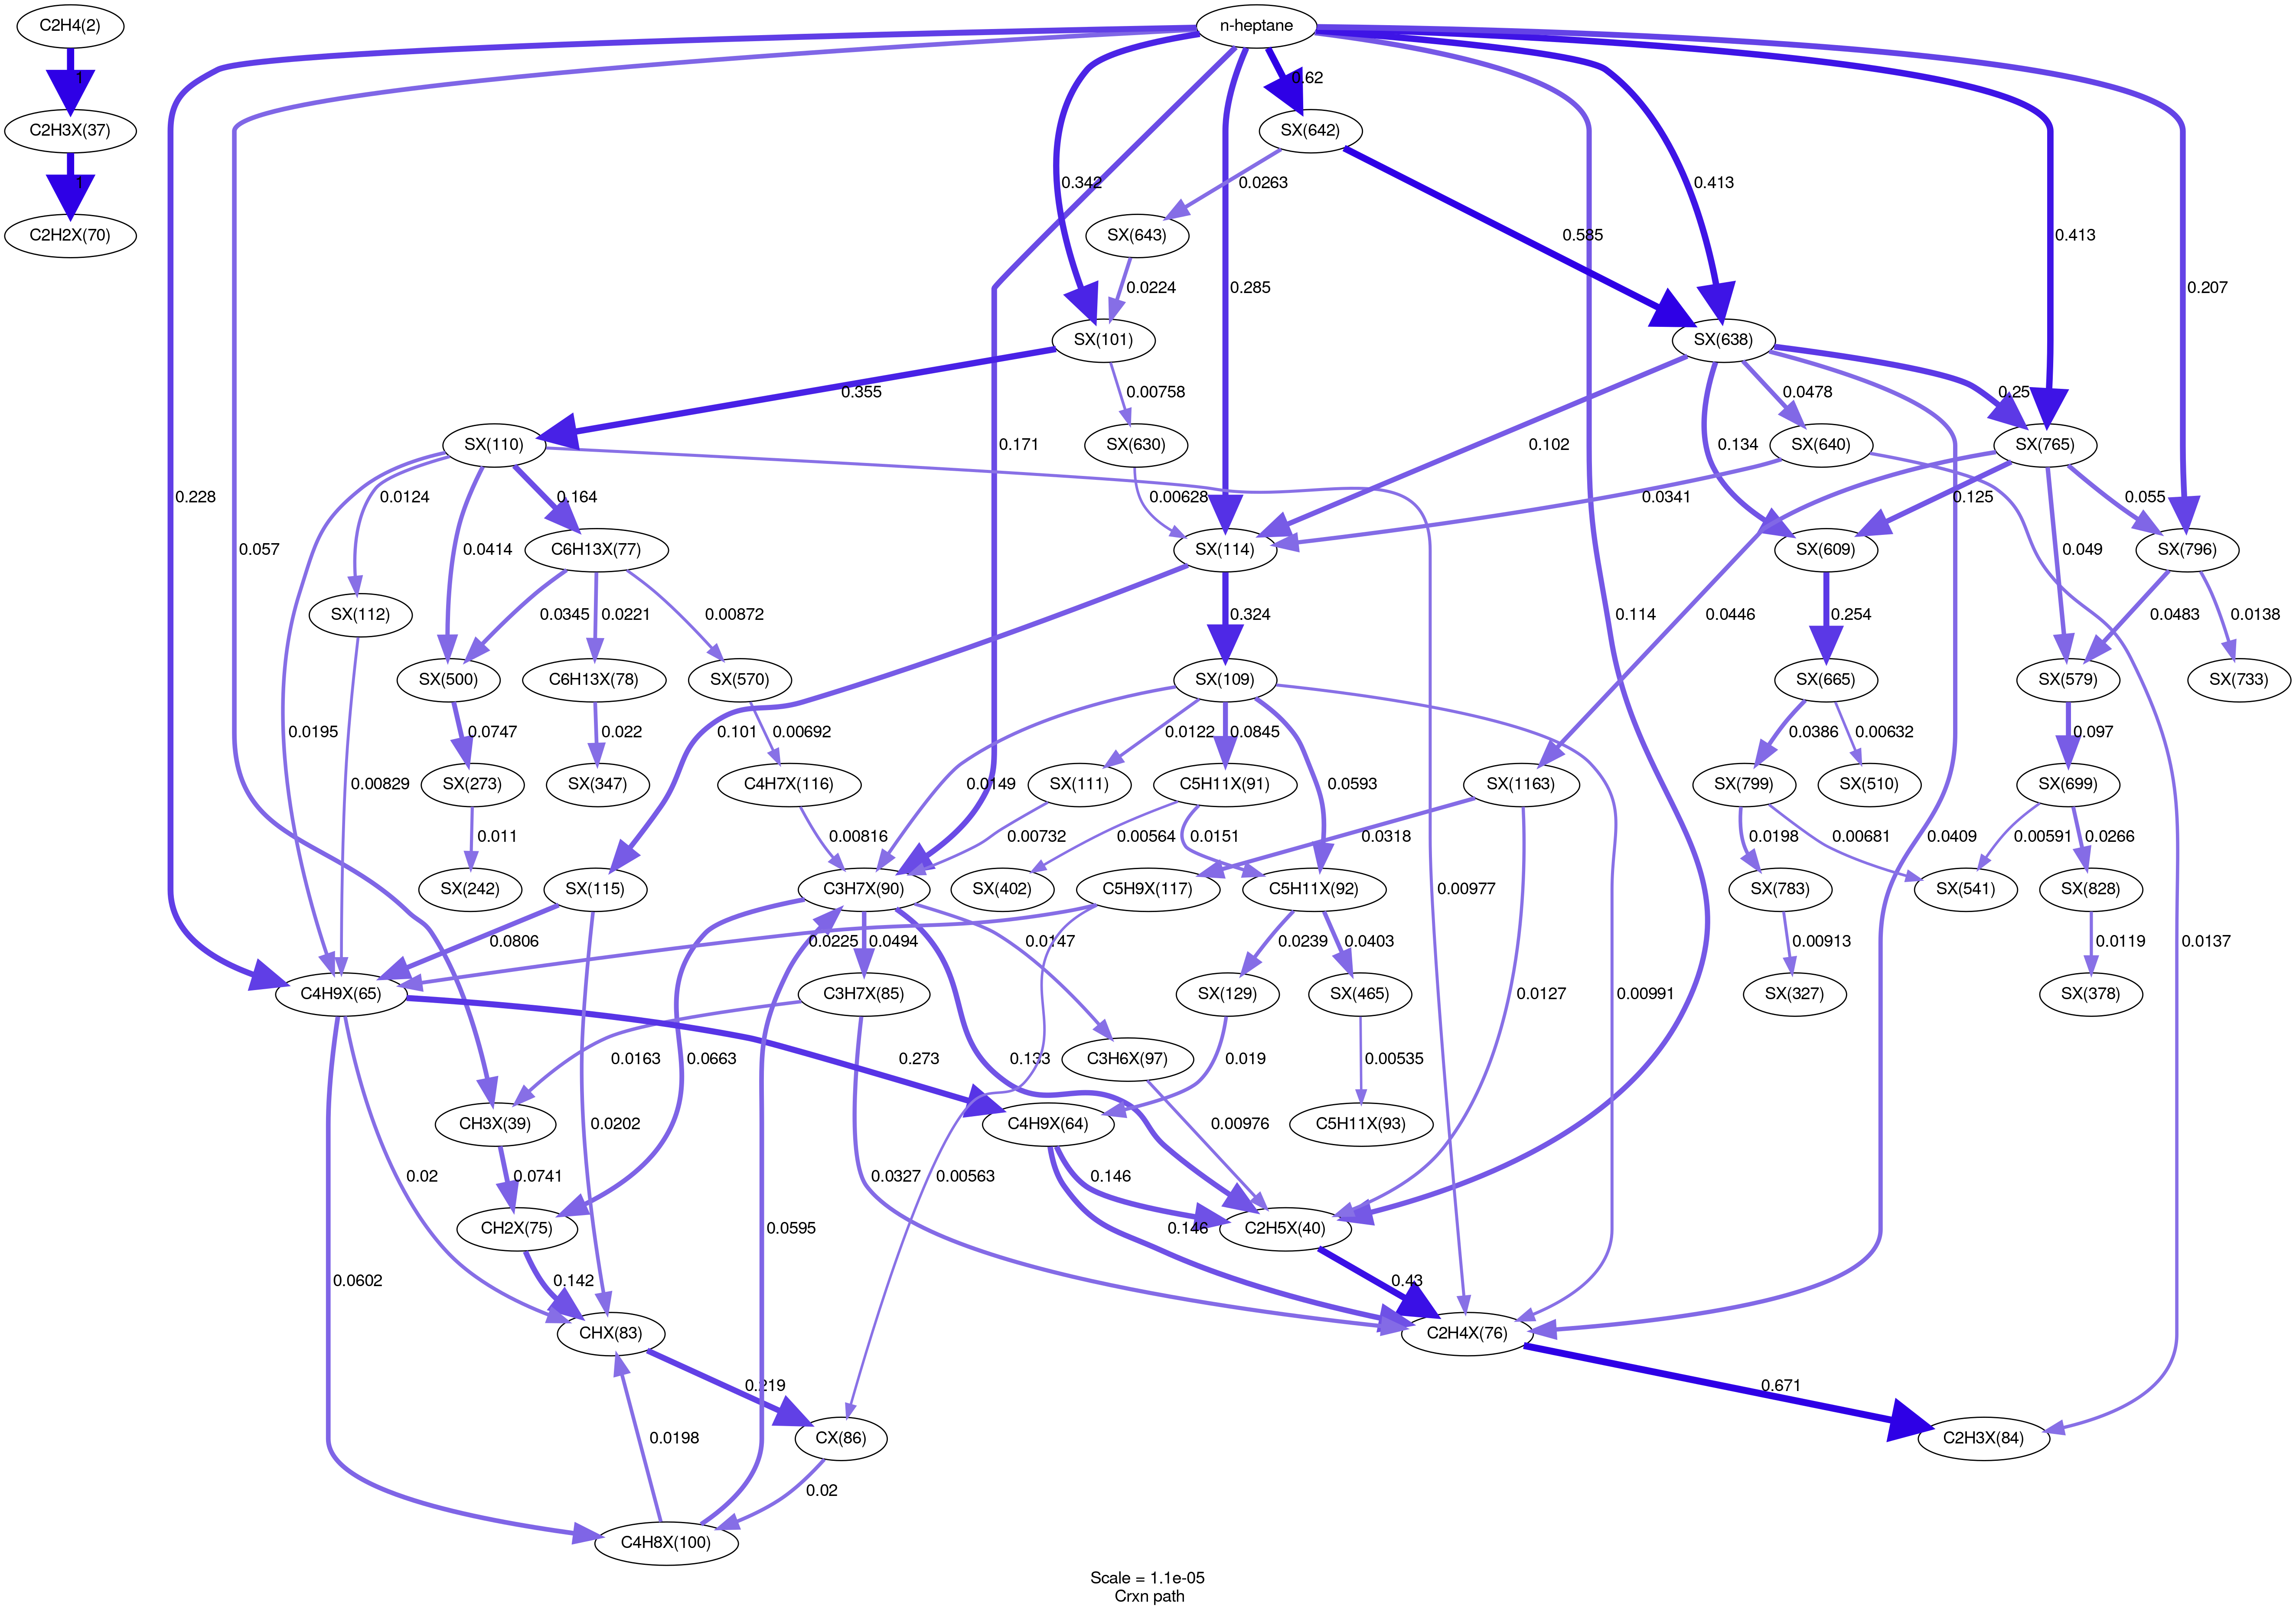 C2H4(2)
n-heptane
1
0.62
C2H3X(37)
SX(642)
1
0.342
0.0263
0.413
C2H2X(70)
SX(643)
0.585
0.413
0.0224
0.285
0.207
SX(101)
SX(638)
0.355
0.00758
0.0478
0.25
SX(110)
0.171
SX(630)
0.102
0.134
SX(640)
SX(765)
0.228
0.0124
0.164
0.00628
0.0341
0.125
0.055
0.057
0.0414
C6H13X(77)
SX(114)
SX(609)
0.049
SX(796)
SX(112)
0.0345
0.0221
0.00872
0.324
0.114
0.0446
0.254
0.0483
0.0138
SX(500)
C6H13X(78)
SX(570)
SX(109)
SX(665)
SX(579)
SX(733)
0.0195
0.0747
0.022
0.00692
0.101
0.0122
0.0845
0.0386
0.00632
0.097
0.00829
SX(273)
SX(347)
C4H7X(116)
0.0149
SX(111)
C5H11X(91)
0.0593
SX(1163)
SX(799)
SX(510)
SX(699)
0.011
0.00816
0.00732
0.00564
0.0151
0.0318
0.0198
0.00681
0.00591
0.0266
SX(242)
SX(115)
C3H7X(90)
SX(402)
C5H9X(117)
C5H11X(92)
0.00977
0.0409
SX(783)
SX(541)
SX(828)
0.0806
0.0225
0.0494
0.0147
0.0239
0.0403
0.00913
0.0119
0.0137
C4H9X(65)
C3H7X(85)
SX(129)
SX(465)
0.0127
0.00991
SX(327)
SX(378)
0.0663
0.0163
0.273
0.133
C3H6X(97)
0.019
0.00535
CH3X(39)
0.0202
C4H9X(64)
0.00976
C5H11X(93)
0.02
0.0741
0.0327
0.00563
0.146
CH2X(75)
0.0595
0.146
C2H5X(40)
0.0602
0.142
0.43
CHX(83)
C2H4X(76)
0.219
0.671
0.0198
CX(86)
C2H3X(84)
0.02
C4H8X(100)
Scale = 1.1e-05
Crxn path